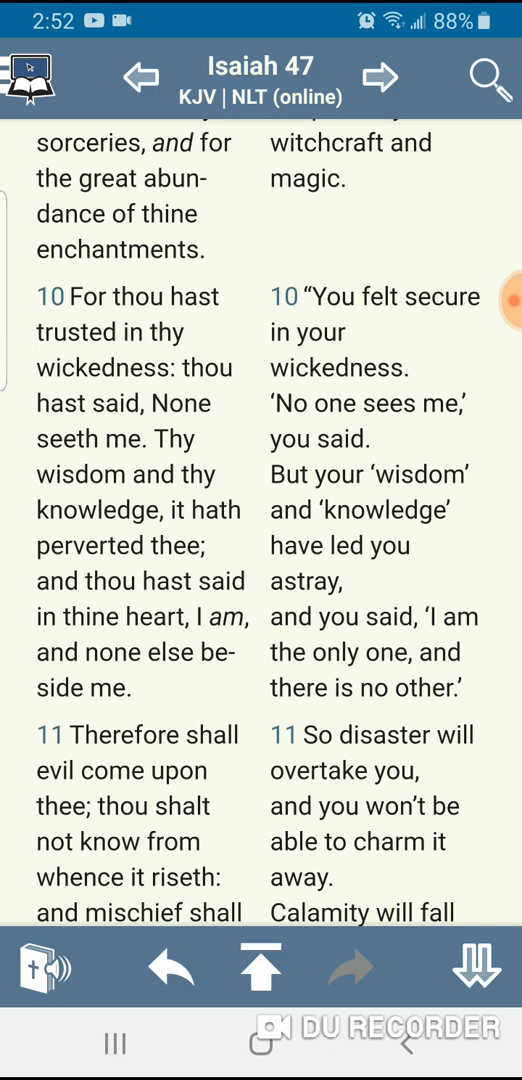 2:52 88%
Isaiah 47
KJV | NLT (online)
sorceries, and for
the great abun-
dance of thine
enchantments.
10 For thou hast
trusted in thy
wickedness: thou
hast said, None
seeth me. Thy
wisdom and thy
knowledge, it hath
perverted thee;
and thou hast said
in thine heart, I am,
and none else be-
side me.
11 Therefore shall
evil come upon
thee; thou shalt
not know from
whence it riseth:
and mischief shall
witchcraft and
magic.
10 “You felt secure
in your
wickedness.
‘No one sees me,’
you said.
But your ‘wisdom’
and ‘knowledge’
have led you
astray,
and you said, ‘I am
the only one, and
there is no other.’
11 So disaster will
overtake you,
and you won’t be
able to charm it
away.
Calamity will fall
DU RECORDER